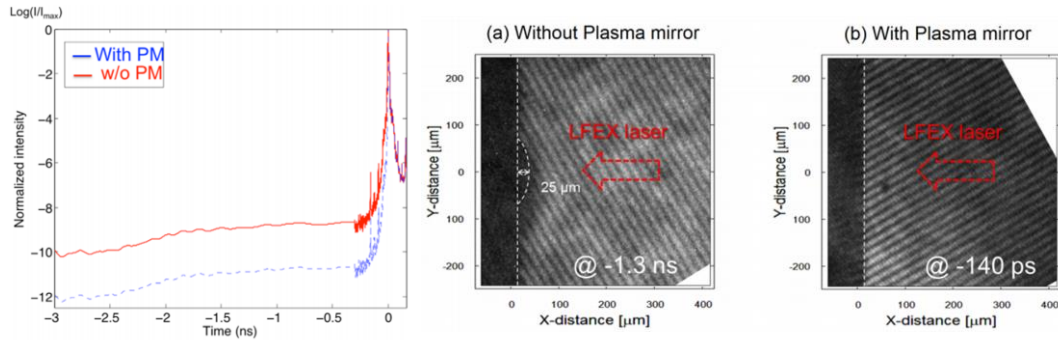 Log(I/Imax)
With PM
w/o PM
0
−2
−4
−6
−8
−10
−12
Normalized intensity
−3
−2.5
−2
−1.5
−1
−0.5
0
Time (ns)
(a) Without Plasma mirror
200
100
0
100
-200
Y-distance [μm]
LFEX laser
25 μm
@ -1.3 ns
0
100
200
300
400
X-distance [μm]
(b) With Plasma mirror
200
100
0
100
-200
Y-distance [μm]
LFEX laser
@ -140 ps
0
100
200
300
400
X-distance [μm]